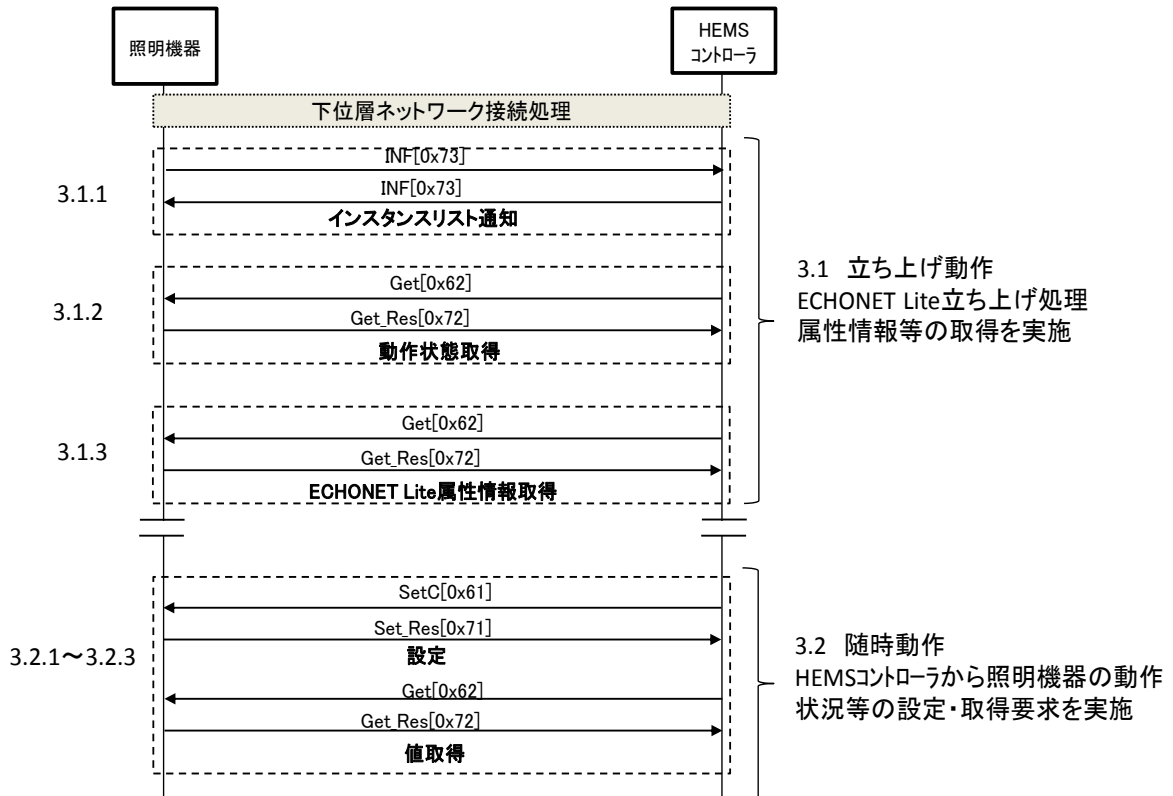 照明機器
HEMS
コントローラ
下位層ネットワーク接続処理
INF[0x73]
3.1.1
INF[0x73]
インスタンスリスト通知
Get[0x62]
3.1.2
Get_Res[0x72]
動作状態取得
3.1 立ち上げ動作
ECHONET Lite立ち上げ処理
属性情報等の取得を実施
Get[0x62]
3.1.3
Get_Res[0x72]
ECHONET Lite属性情報取得
SetC[0x61]
Set_Res[0x71]
3.2.1～3.2.3
設定
Get[0x62]
Get_Res[0x72]
値取得
3.2 随時動作
HEMSコントローラから照明機器の動作
状況等の設定・取得要求を実施